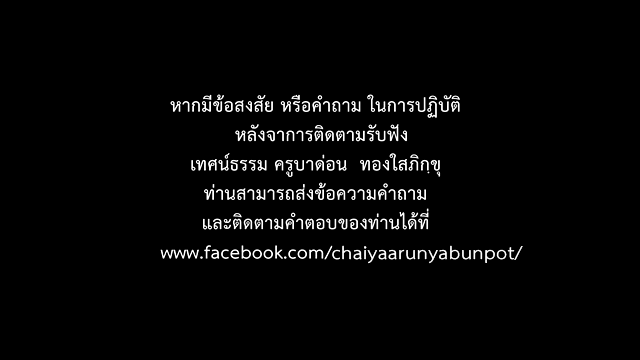 หากมีข้อสงสัย หรือคำถาม ในการปฏิบัติ
หลังจาการติดตามรับฟัง
เทศน์ธรรม ครูบาด่อน ทองใสภิกฺขุ
ท่านสามารถส่งข้อความคำถาม
และติดตามคำตอบของท่านได้ที่
www.facebook.com/chaiyaarunyabunpot/